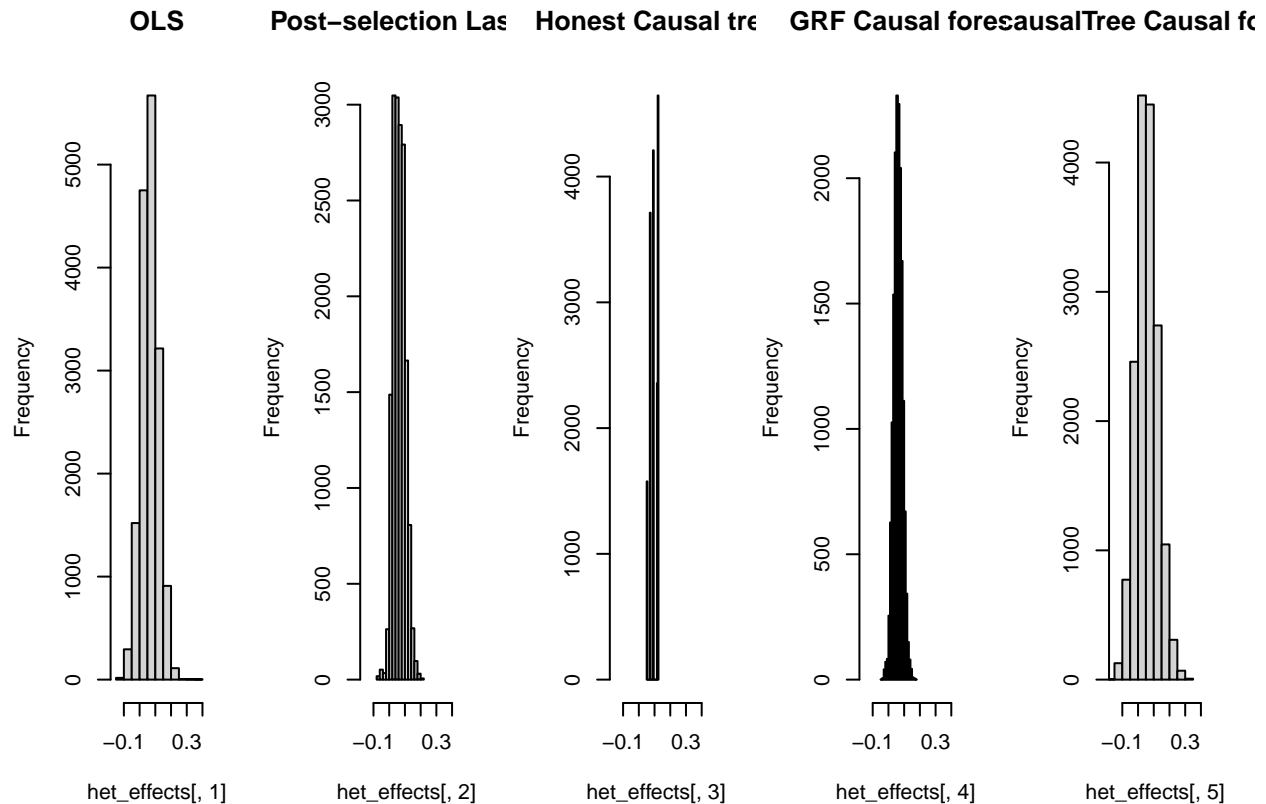 OLS
Post−selection Las
Honest Causal tre
GRF Causal fores
causalTree Causal fo
Frequency
0
1000
2000
3000
4000
5000
−0.1
0.3
het_effects[, 1]
Frequency
0
500
1000
1500
2000
2500
3000
−0.1
0.3
het_effects[, 2]
Frequency
0
1000
2000
3000
4000
−0.1
0.3
het_effects[, 3]
Frequency
0
500
1000
1500
2000
−0.1
0.3
het_effects[, 4]
Frequency
0
1000
2000
3000
4000
−0.1
0.3
het_effects[, 5]